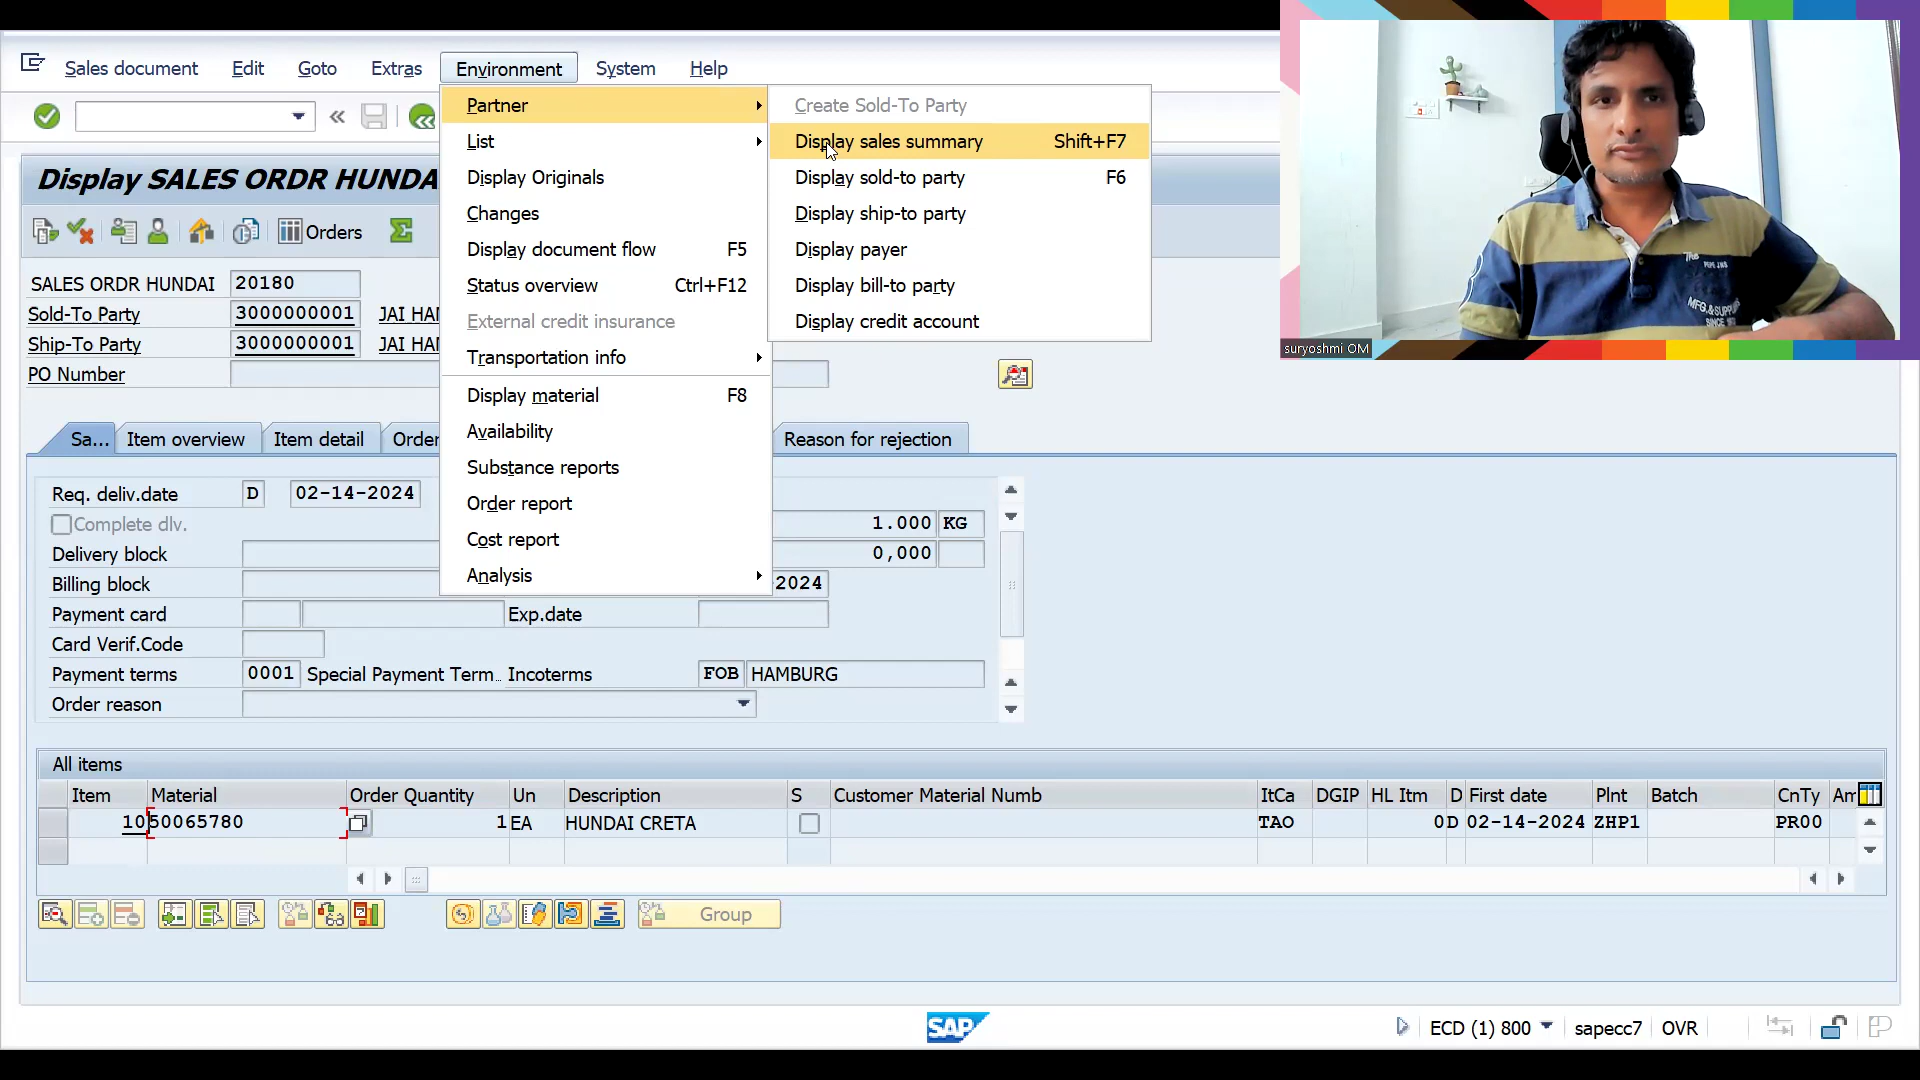 Sales document Edit Goto Extras Environment System Help
Partner
List
Display Originals
Changes
Display document flow F5
Status overview Ctrl+F12
External credit insurance
Transportation info
Display material F8
Availability
Substance reports
Order report
Cost report
Analysis
Create Sold-To Party
Display sales summary Shift+F7
Display sold-to party F6
Display ship-to party
Display payer
Display bill-to party
Display credit account
Display SALES ORDR HUNDA
Orders
SALES ORDR HUNDAI 20180
Sold-To Party 3000000001 JAI HA
Ship-To Party 3000000001 JAI HA
PO Number
Sa... Item overview Item detail Order Reason for rejection
Req. deliv.date D 02-14-2024
Complete dlv. 1.000 KG
Delivery block 0,000
Billing block 2024
Payment card Exp.date
Card Verif.Code
Payment terms 0001 Special Payment Term... Incoterms FOB HAMBURG
Order reason
All items
Item Material Order Quantity Un Description S Customer Material Numb ItCa DGIP HL Itm D First date Plnt Batch CnTy Am
10 50065780 1 EA HUNDAI CRETA TAO 0 D 02-14-2024 ZHP1 PR00
Group
SAP
ECD (1) 800 sapecc7 OVR
The PEPE JNS
MFG.&SUPPLI
SINCE
suryoshmi OM